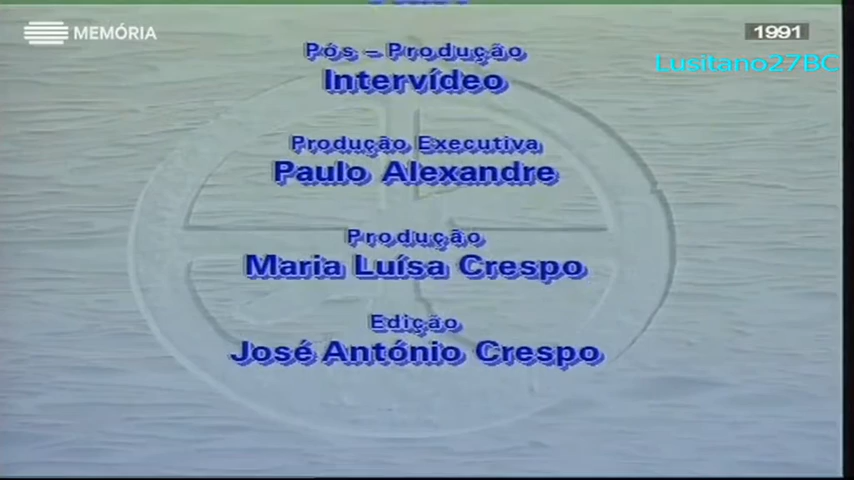 MEMÓRIA
1991
Lusitano27BC
Pós – Produção
Intervídeo
Produção Executiva
Paulo Alexandre
Produção
Maria Luísa Crespo
Edição
José António Crespo